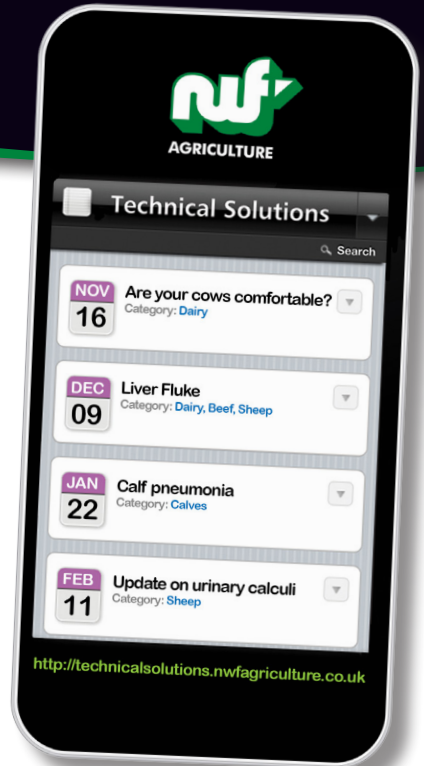 nwf
AGRICULTURE
Technical Solutions
Search
NOV
16
Are your cows comfortable?
Category: Dairy
DEC
09
Liver Fluke
Category: Dairy, Beef, Sheep
JAN
22
Calf pneumonia
Category: Calves
FEB
11
Update on urinary calculi
Category: Sheep
http://technicalsolutions.nwfagriculture.co.uk